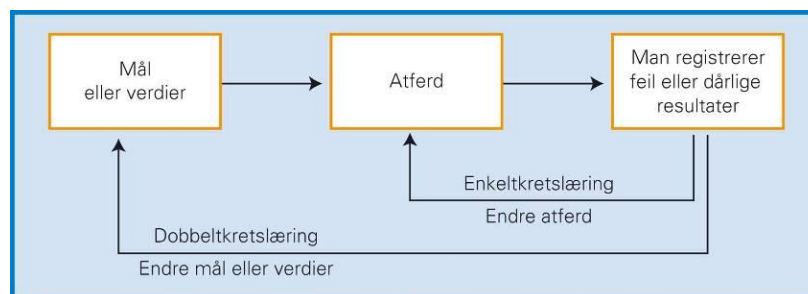 Mål
eller verdier
Atferd
Man registrerer
feil eller dårlige
resultater
Enkeltkretslæring
Endre atferd
Dobbeltkretslæring
Endre mål eller verdier